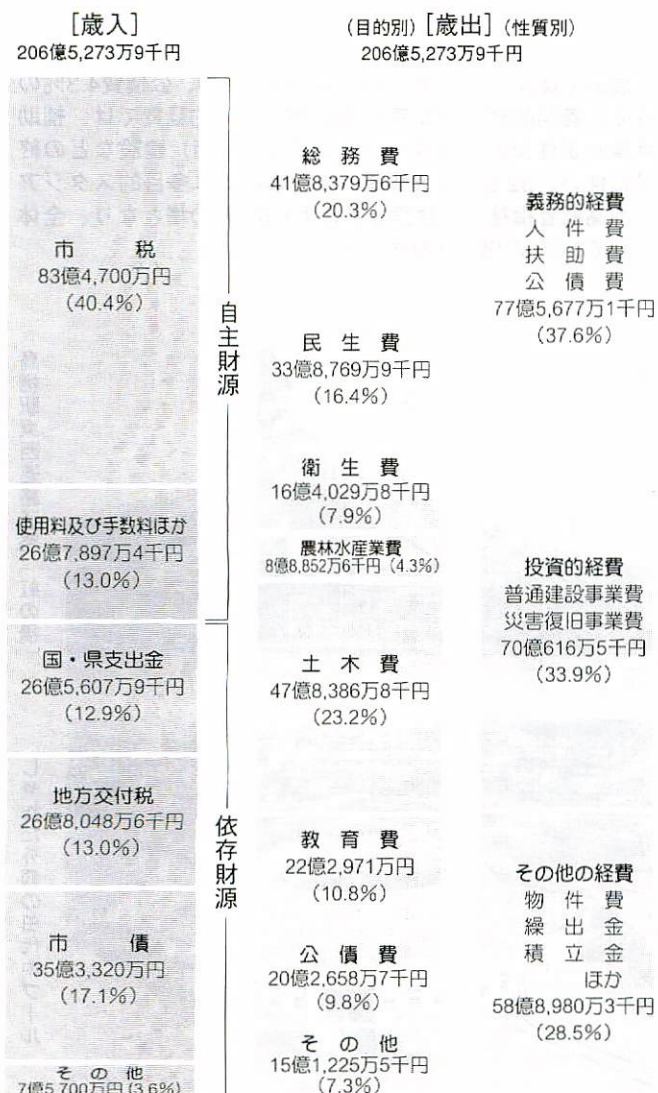 [歳入]
206億5,273万9千円
市税
83億4,700万円
(40.4%)
使用料及び手数料ほか
26億7,897万4千円
(13.0%)
国・県支出金
26億5,607万9千円
(12.9%)
地方交付税
26億8,048万6千円
(13.0%)
市債
35億3,320万円
(17.1%)
その他
7億5,700万円(3.6%)
自主財源
依存財源
(目的別)[歳出](性質別)
206億5,273万9千円
総務費
41億8,379万6千円
(20.3%)
民生費
33億8,769万9千円
(16.4%)
衛生費
16億4,029万8千円
(7.9%)
農林水産業費
8億8,852万6千円(4.3%)
土木費
47億8,386万8千円
(23.2%)
教育費
22億2,971万円
(10.8%)
公債費
20億2,658万7千円
(9.8%)
その他
15億1,225万5千円
(7.3%)
義務的経費
人件費
扶助費
公債費
77億5,677万1千円
(37.6%)
投資的経費
普通建設事業費
災害復旧事業費
70億616万5千円
(33.9%)
その他の経費
物件費
繰出金
積立金
ほか
58億8,980万3千円
(28.5%)